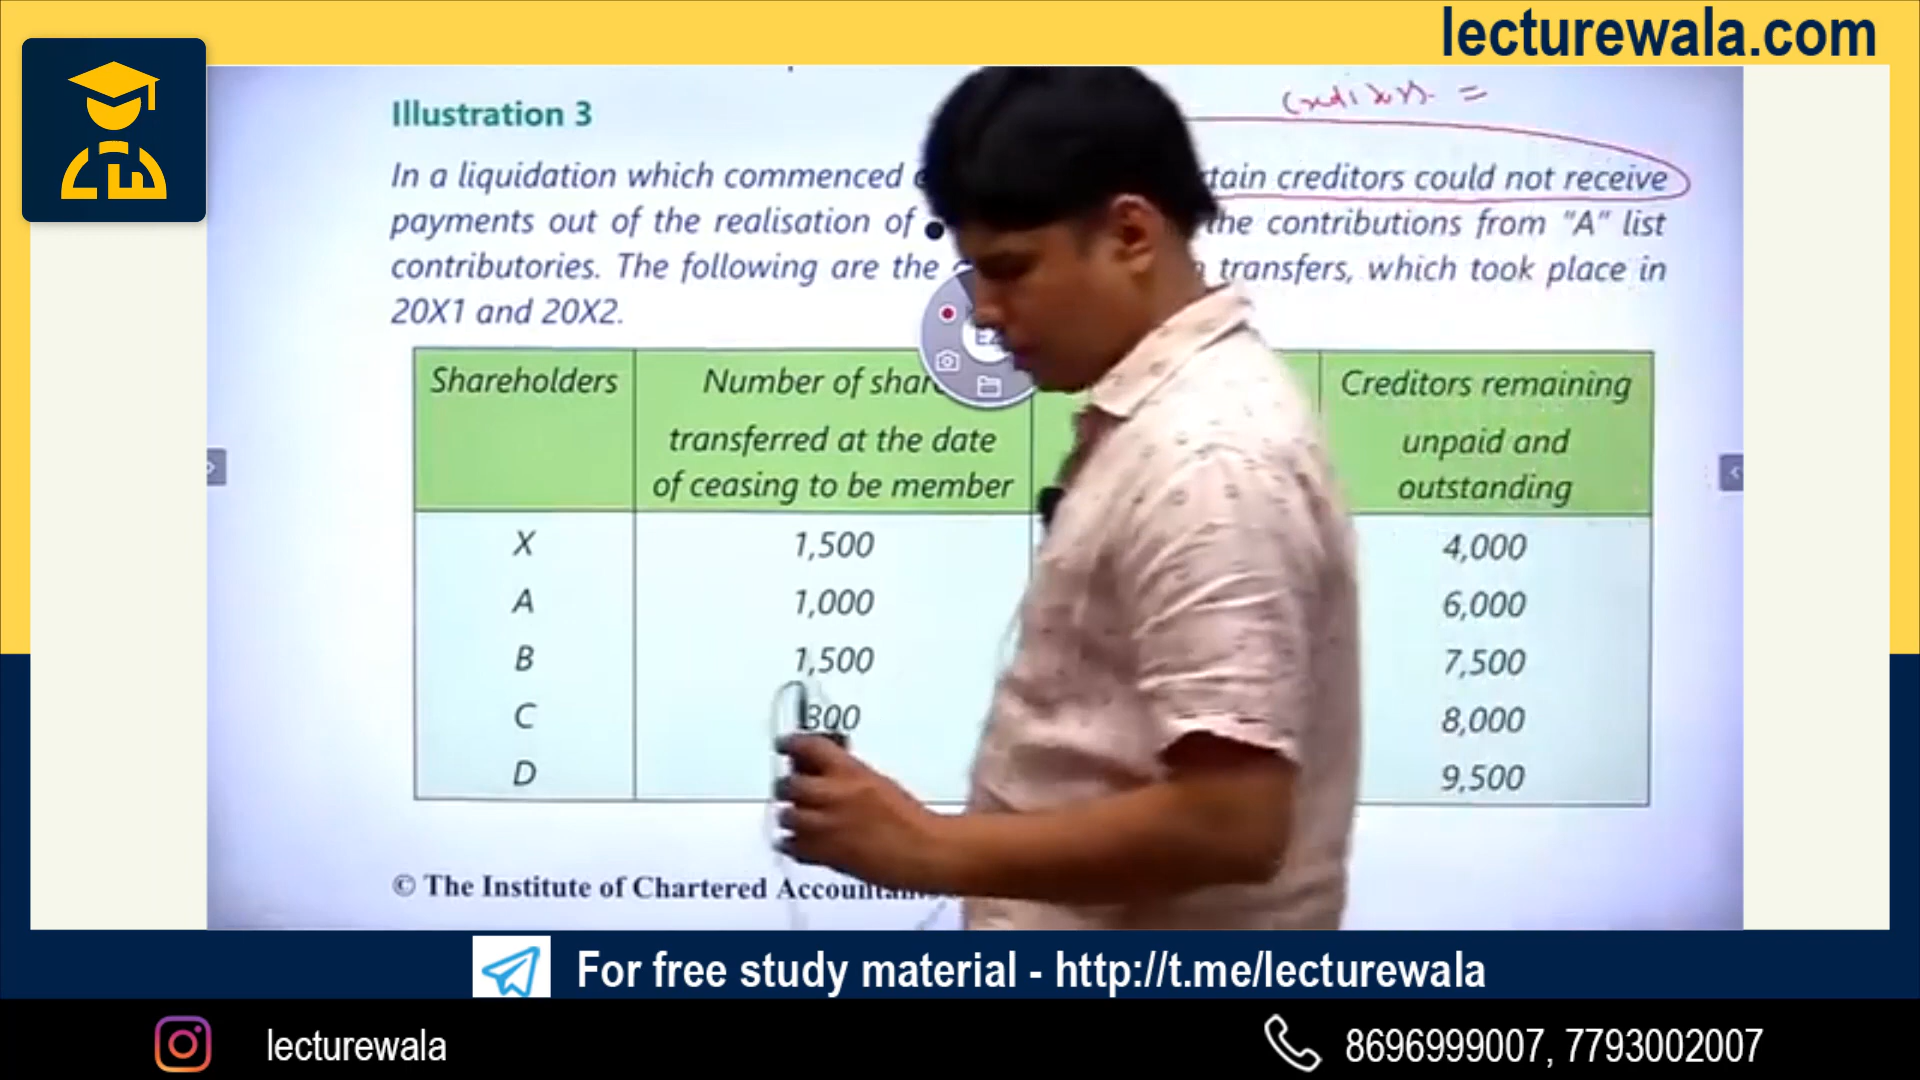 lecturewala.com
Illustration 3
In a liquidation which commenced creditors could not receive
payments out of the realisation of the contributions from "A" list
contributories. The following are the transfers, which took place in
20X1 and 20X2.
Shareholders Number of Creditors remaining
transferred at the date unpaid and
of ceasing to be member outstanding
X 1,500 4,000
A 1,000 6,000
B 1,500 7,500
C 8,000
D 9,500
© The Institute of Chartered
For free study material - http://t.me/lecturewala
lecturewala 8696999007, 7793002007